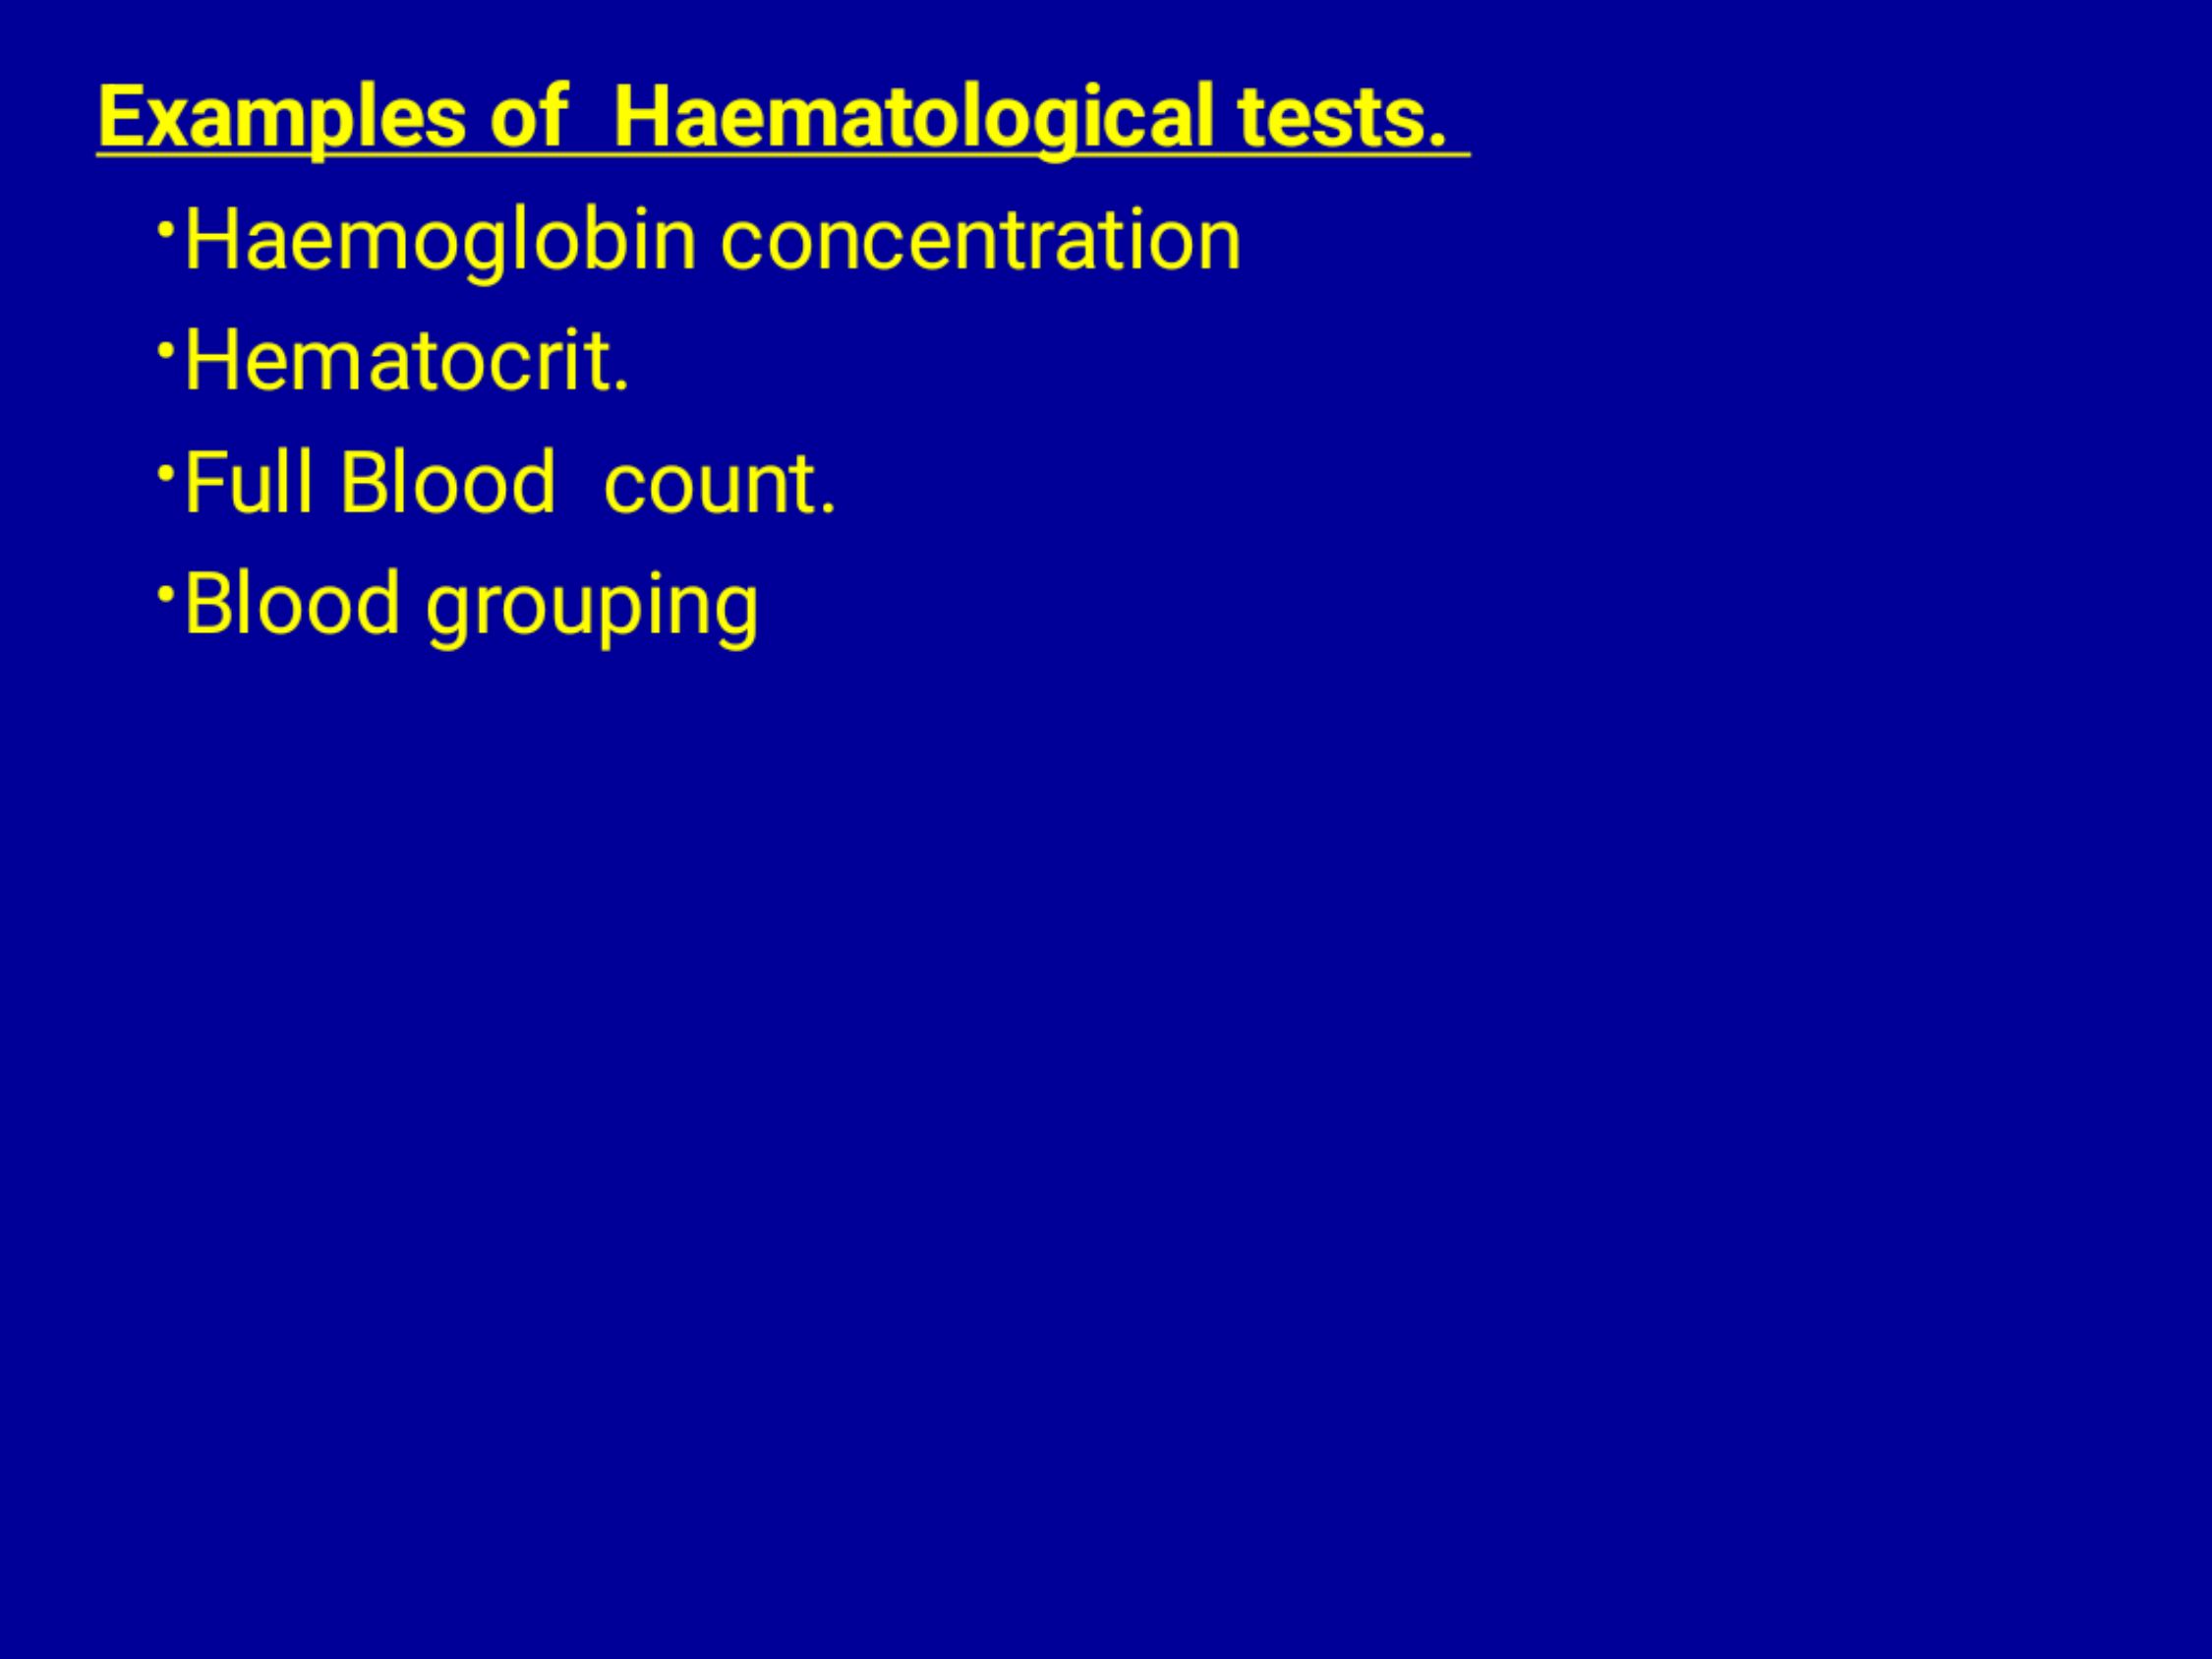 Examples of  Haematological tests.
•Haemoglobin concentration
•Hematocrit.
•Full Blood  count.
•Blood grouping